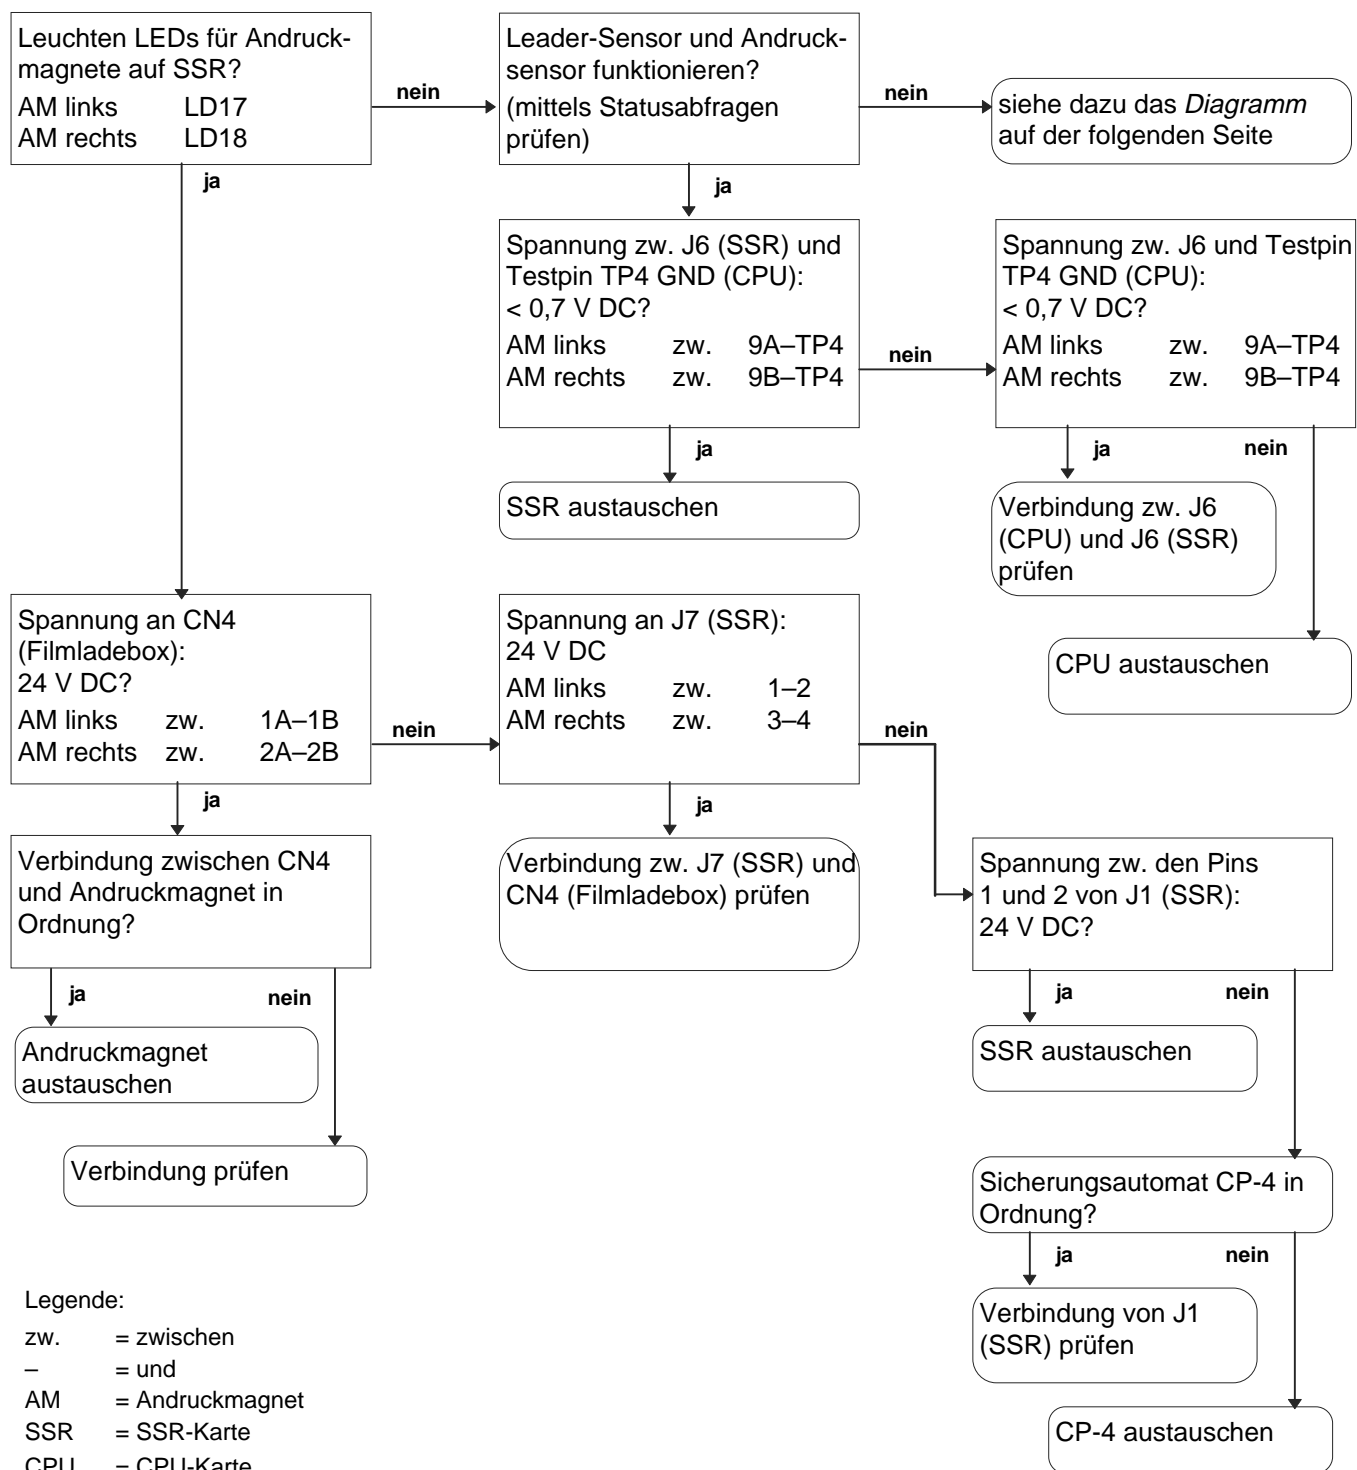 Leuchten LEDs für Andruck-
magnete auf SSR?
AM links LD17
AM rechts LD18
nein
ja
Leader-Sensor und Andruck-
sensor funktionieren?
(mittels Statusabfragen
prüfen)
nein
ja
siehe dazu das Diagramm
auf der folgenden Seite
Spannung zw. J6 (SSR) und
Testpin TP4 GND (CPU):
< 0,7 V DC?
AM links zw. 9A–TP4
AM rechts zw. 9B–TP4
nein
ja
Spannung zw. J6 und Testpin
TP4 GND (CPU):
< 0,7 V DC?
AM links zw. 9A–TP4
AM rechts zw. 9B–TP4
ja
nein
SSR austauschen
Verbindung zw. J6
(CPU) und J6 (SSR)
prüfen
CPU austauschen
Spannung an CN4
(Filmladebox):
24 V DC?
AM links zw. 1A–1B
AM rechts zw. 2A–2B
nein
ja
Spannung an J7 (SSR):
24 V DC
AM links zw. 1–2
AM rechts zw. 3–4
nein
ja
Verbindung zwischen CN4
und Andruckmagnet in
Ordnung?
ja
nein
Verbindung zw. J7 (SSR) und
CN4 (Filmladebox) prüfen
Spannung zw. den Pins
1 und 2 von J1 (SSR):
24 V DC?
ja
nein
Andruckmagnet
austauschen
SSR austauschen
Verbindung prüfen
Sicherungsautomat CP-4 in
Ordnung?
ja
nein
Verbindung von J1
(SSR) prüfen
CP-4 austauschen
Legende:
zw. = zwischen
– = und
AM = Andruckmagnet
SSR = SSR-Karte
CPU = CPU-Karte